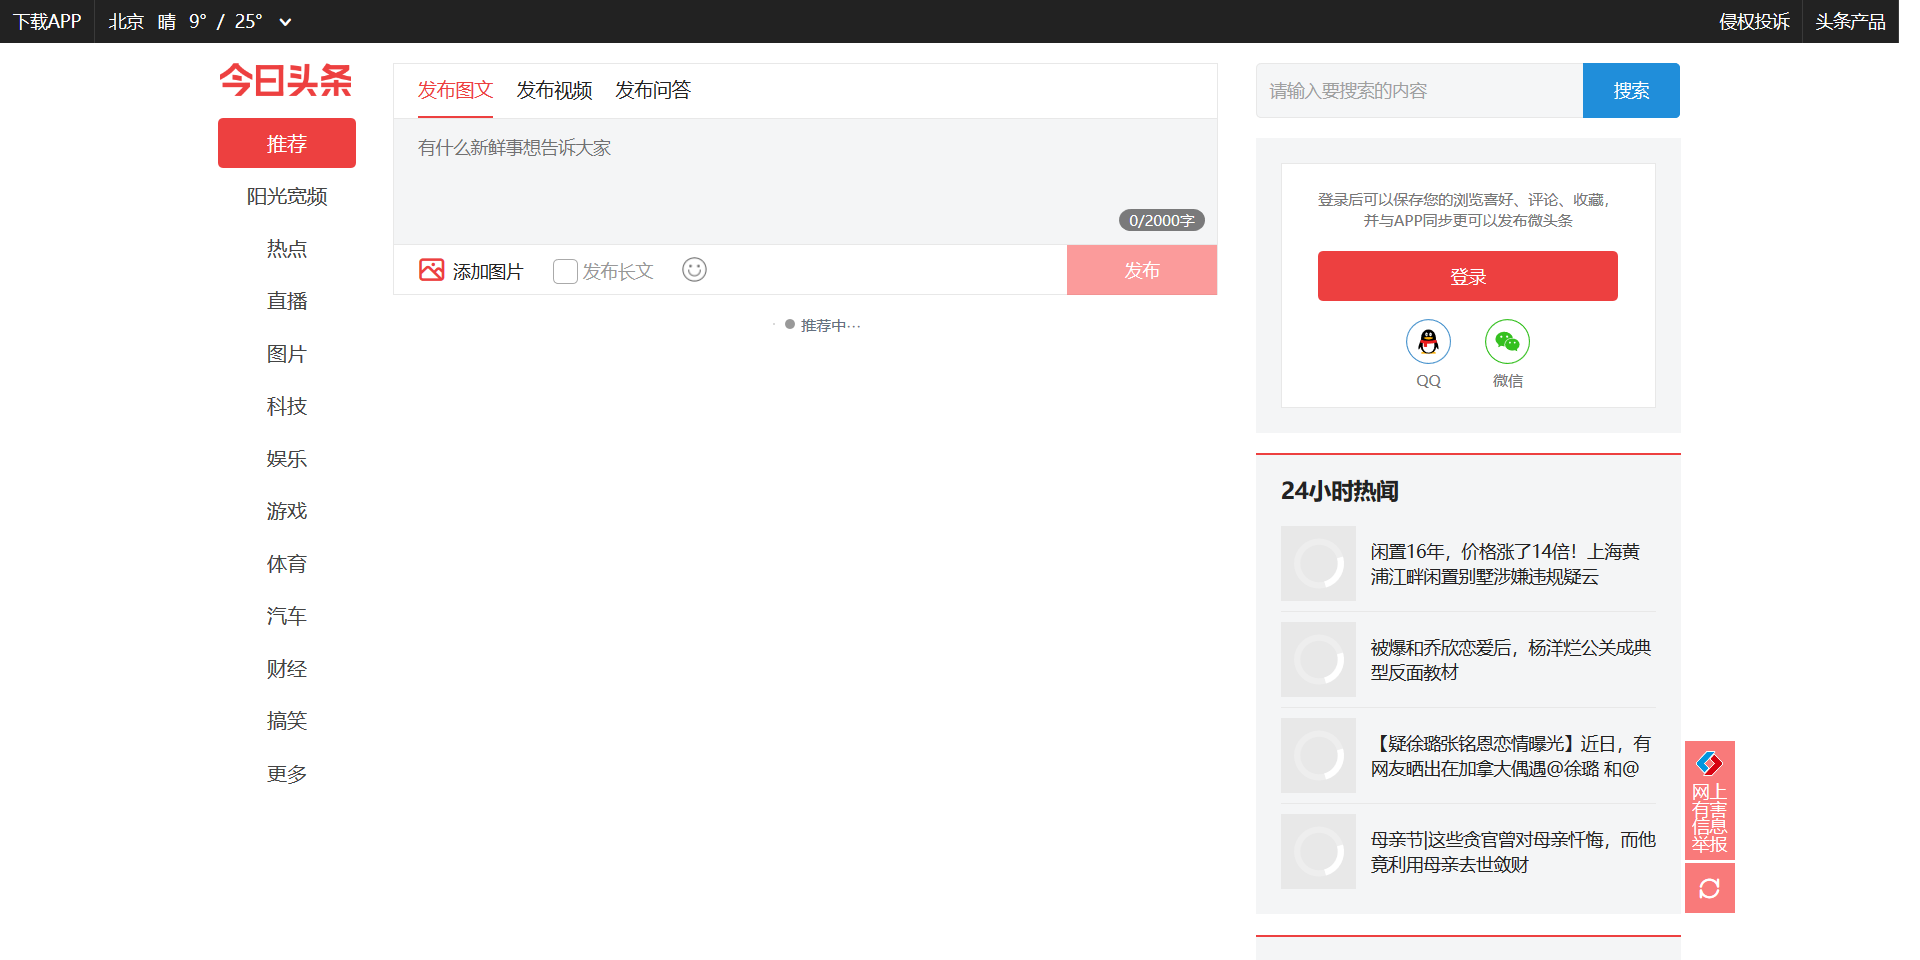 下载APP
北京 晴 9° / 25°
侵权投诉
头条产品
今日头条
推荐
阳光宽频
热点
直播
图片
科技
娱乐
游戏
体育
汽车
财经
搞笑
更多
发布图文 发布视频 发布问答
有什么新鲜事想告诉大家
0/2000字
添加图片
发布长文
发布
推荐中···
请输入要搜索的内容
搜索
登录后可以保存您的浏览喜好、评论、收藏，
并与APP同步更可以发布微头条
登录
QQ
微信
24小时热闻
闲置16年，价格涨了14倍！上海黄
浦江畔闲置别墅涉嫌违规疑云
被爆和乔欣恋爱后，杨洋烂公关成典
型反面教材
【疑徐璐张铭恩恋情曝光】近日，有
网友晒出在加拿大偶遇@徐璐 和@
母亲节|这些贪官曾对母亲忏悔，而他
竟利用母亲去世敛财
网上
有害
信息
举报